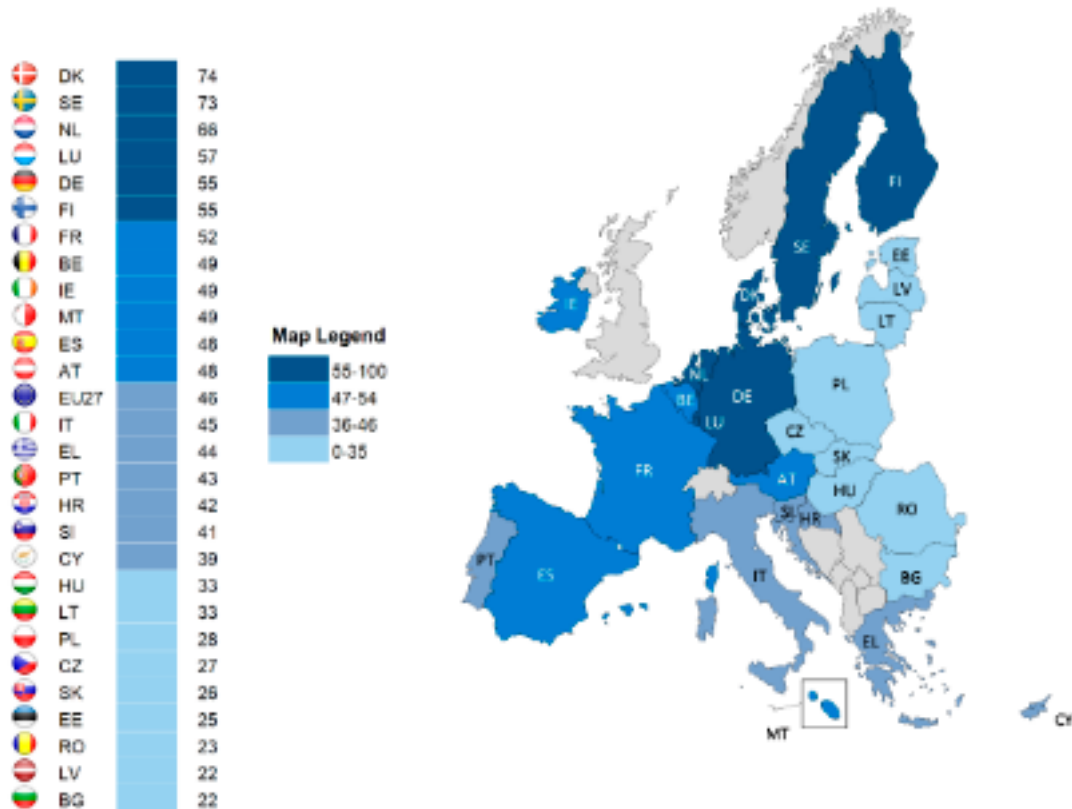 DK 74
SE 73
NL 66
LU 57
DE 55
FI 55
FR 52
BE 49
IE 49
MT 49
ES 48
AT 48
EU27 46
IT 45
EL 44
PT 43
HR 42
SI 41
CY 39
HU 33
LT 33
PL 28
CZ 27
SK 26
EE 25
RO 23
LV 22
BG 22
Map Legend
55-100
47-54
36-46
0-35
FI
SE
EE
LV
LT
DK
IE
NL
BE
DE
LU
PL
CZ
SK
FR
AT
HU
RO
SI
HR
BG
PT
ES
IT
EL
MT
CY